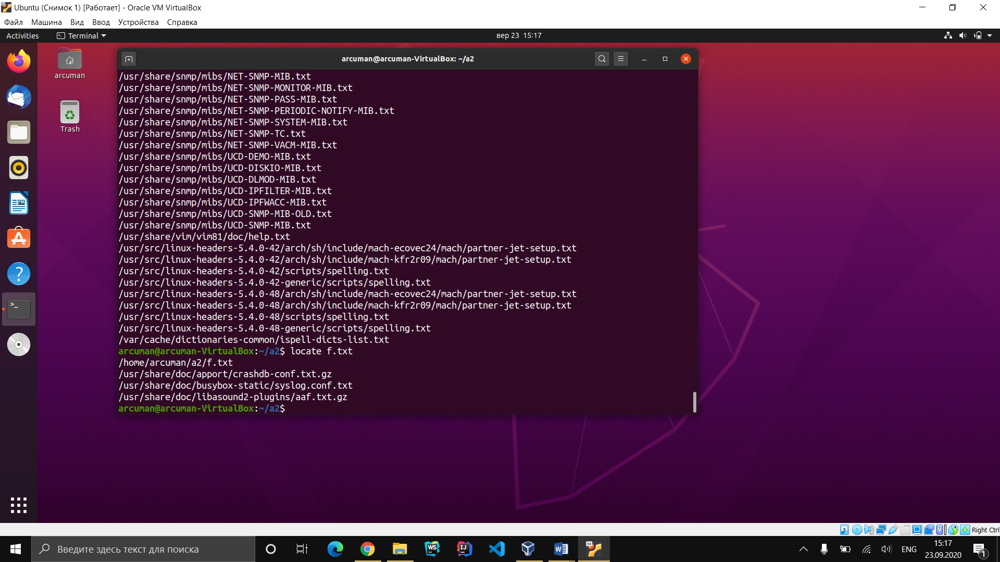 Ubuntu (Снимок 1) [Работает] - Oracle VM VirtualBox
Файл Машина Вид Ввод Устройства Справка
Activities Terminal вер 23 15:17
arcuman
Trash
arcuman@arcuman-VirtualBox: ~/a2
/usr/share/snmp/mibs/NET-SNMP-MIB.txt
/usr/share/snmp/mibs/NET-SNMP-MONITOR-MIB.txt
/usr/share/snmp/mibs/NET-SNMP-PASS-MIB.txt
/usr/share/snmp/mibs/NET-SNMP-PERIODIC-NOTIFY-MIB.txt
/usr/share/snmp/mibs/NET-SNMP-SYSTEM-MIB.txt
/usr/share/snmp/mibs/NET-SNMP-TC.txt
/usr/share/snmp/mibs/NET-SNMP-VACM-MIB.txt
/usr/share/snmp/mibs/UCD-DEMO-MIB.txt
/usr/share/snmp/mibs/UCD-DISKIO-MIB.txt
/usr/share/snmp/mibs/UCD-DLMOD-MIB.txt
/usr/share/snmp/mibs/UCD-IPFILTER-MIB.txt
/usr/share/snmp/mibs/UCD-IPFWACC-MIB.txt
/usr/share/snmp/mibs/UCD-SNMP-MIB-OLD.txt
/usr/share/snmp/mibs/UCD-SNMP-MIB.txt
/usr/share/vim/vim81/doc/help.txt
/usr/src/linux-headers-5.4.0-42/arch/sh/include/mach-ecovec24/mach/partner-jet-setup.txt
/usr/src/linux-headers-5.4.0-42/arch/sh/include/mach-kfr2r09/mach/partner-jet-setup.txt
/usr/src/linux-headers-5.4.0-42/scripts/spelling.txt
/usr/src/linux-headers-5.4.0-42-generic/scripts/spelling.txt
/usr/src/linux-headers-5.4.0-48/arch/sh/include/mach-ecovec24/mach/partner-jet-setup.txt
/usr/src/linux-headers-5.4.0-48/arch/sh/include/mach-kfr2r09/mach/partner-jet-setup.txt
/usr/src/linux-headers-5.4.0-48/scripts/spelling.txt
/usr/src/linux-headers-5.4.0-48-generic/scripts/spelling.txt
/var/cache/dictionaries-common/ispell-dicts-list.txt
arcuman@arcuman-VirtualBox:~/a2$ locate f.txt
/home/arcuman/a2/f.txt
/usr/share/doc/apport/crashdb-conf.txt.gz
/usr/share/doc/busybox-static/syslog.conf.txt
/usr/share/doc/libasound2-plugins/aaf.txt.gz
arcuman@arcuman-VirtualBox:~/a2$
Right Ctrl
Введите здесь текст для поиска
WS
IJ
W
64
ENG
15:17
23.09.2020
1